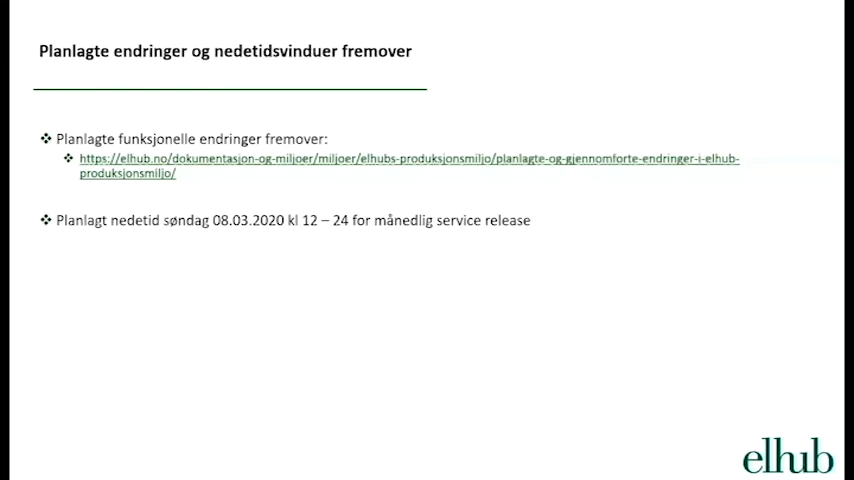 Planlagte endringer og nedetidsvinduer fremover
❖ Planlagte funksjonelle endringer fremover:
❖ https://elhub.no/dokumentasjon-og-miljoer/miljoer/elhubs-produksjonsmiljo/planlagte-og-gjennomforte-endringer-i-elhub-
produksjonsmiljo/
❖ Planlagt nedetid søndag 08.03.2020 kl 12 – 24 for månedlig service release
elhub